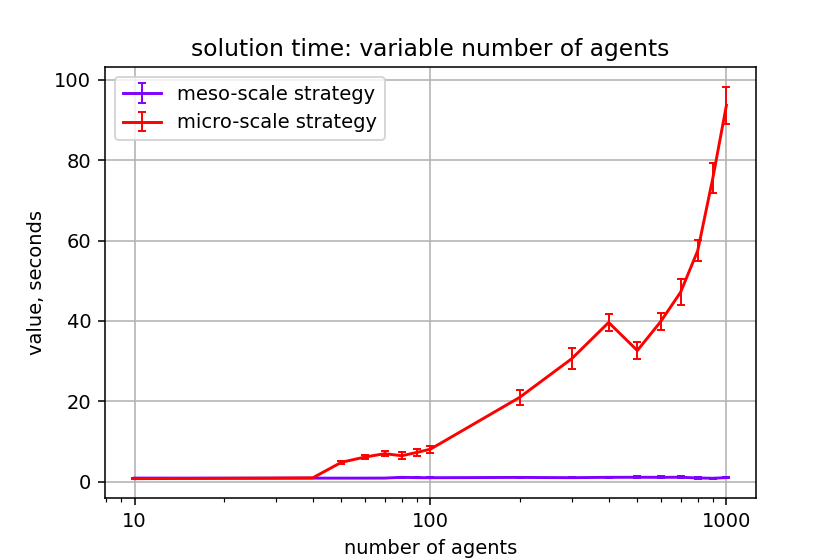 solution time: variable number of agents
100
80
60
40
20
0
value, seconds
meso-scale strategy
micro-scale strategy
10
100
1000
number of agents